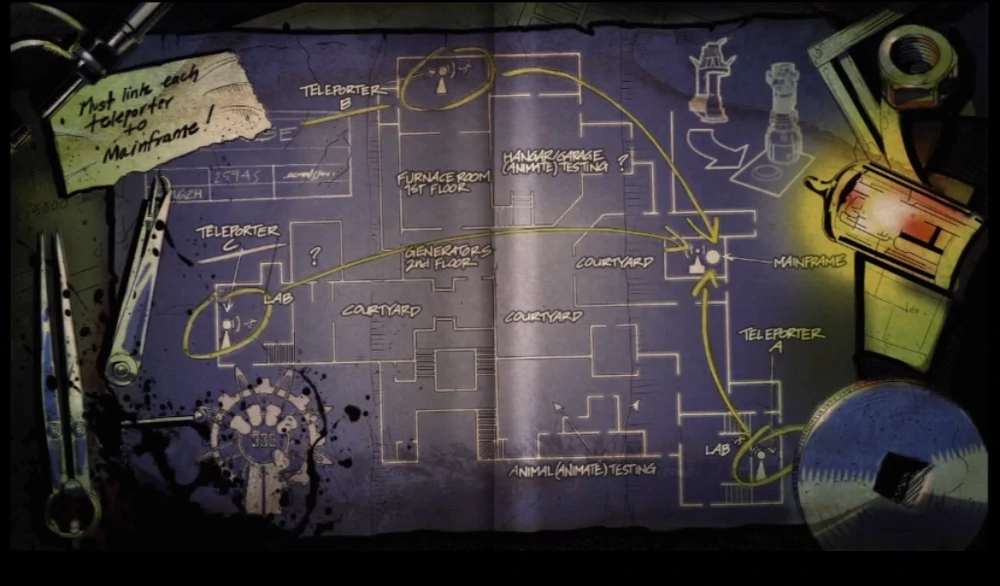 Must link each
teleporter
to
Mainframe!
TELEPORTER
B
25945
FURNACE ROOM
1ST FLOOR
HANGAR/GARAGE
(ANIMATE) TESTING ?
TELEPORTER
C
?
GENERATORS
2ND FLOOR
COURTYARD
MAINFRAME
LAB
COURTYARD
COURTYARD
TELEPORTER
A
LAB
ANIMAL (ANIMATE) TESTING